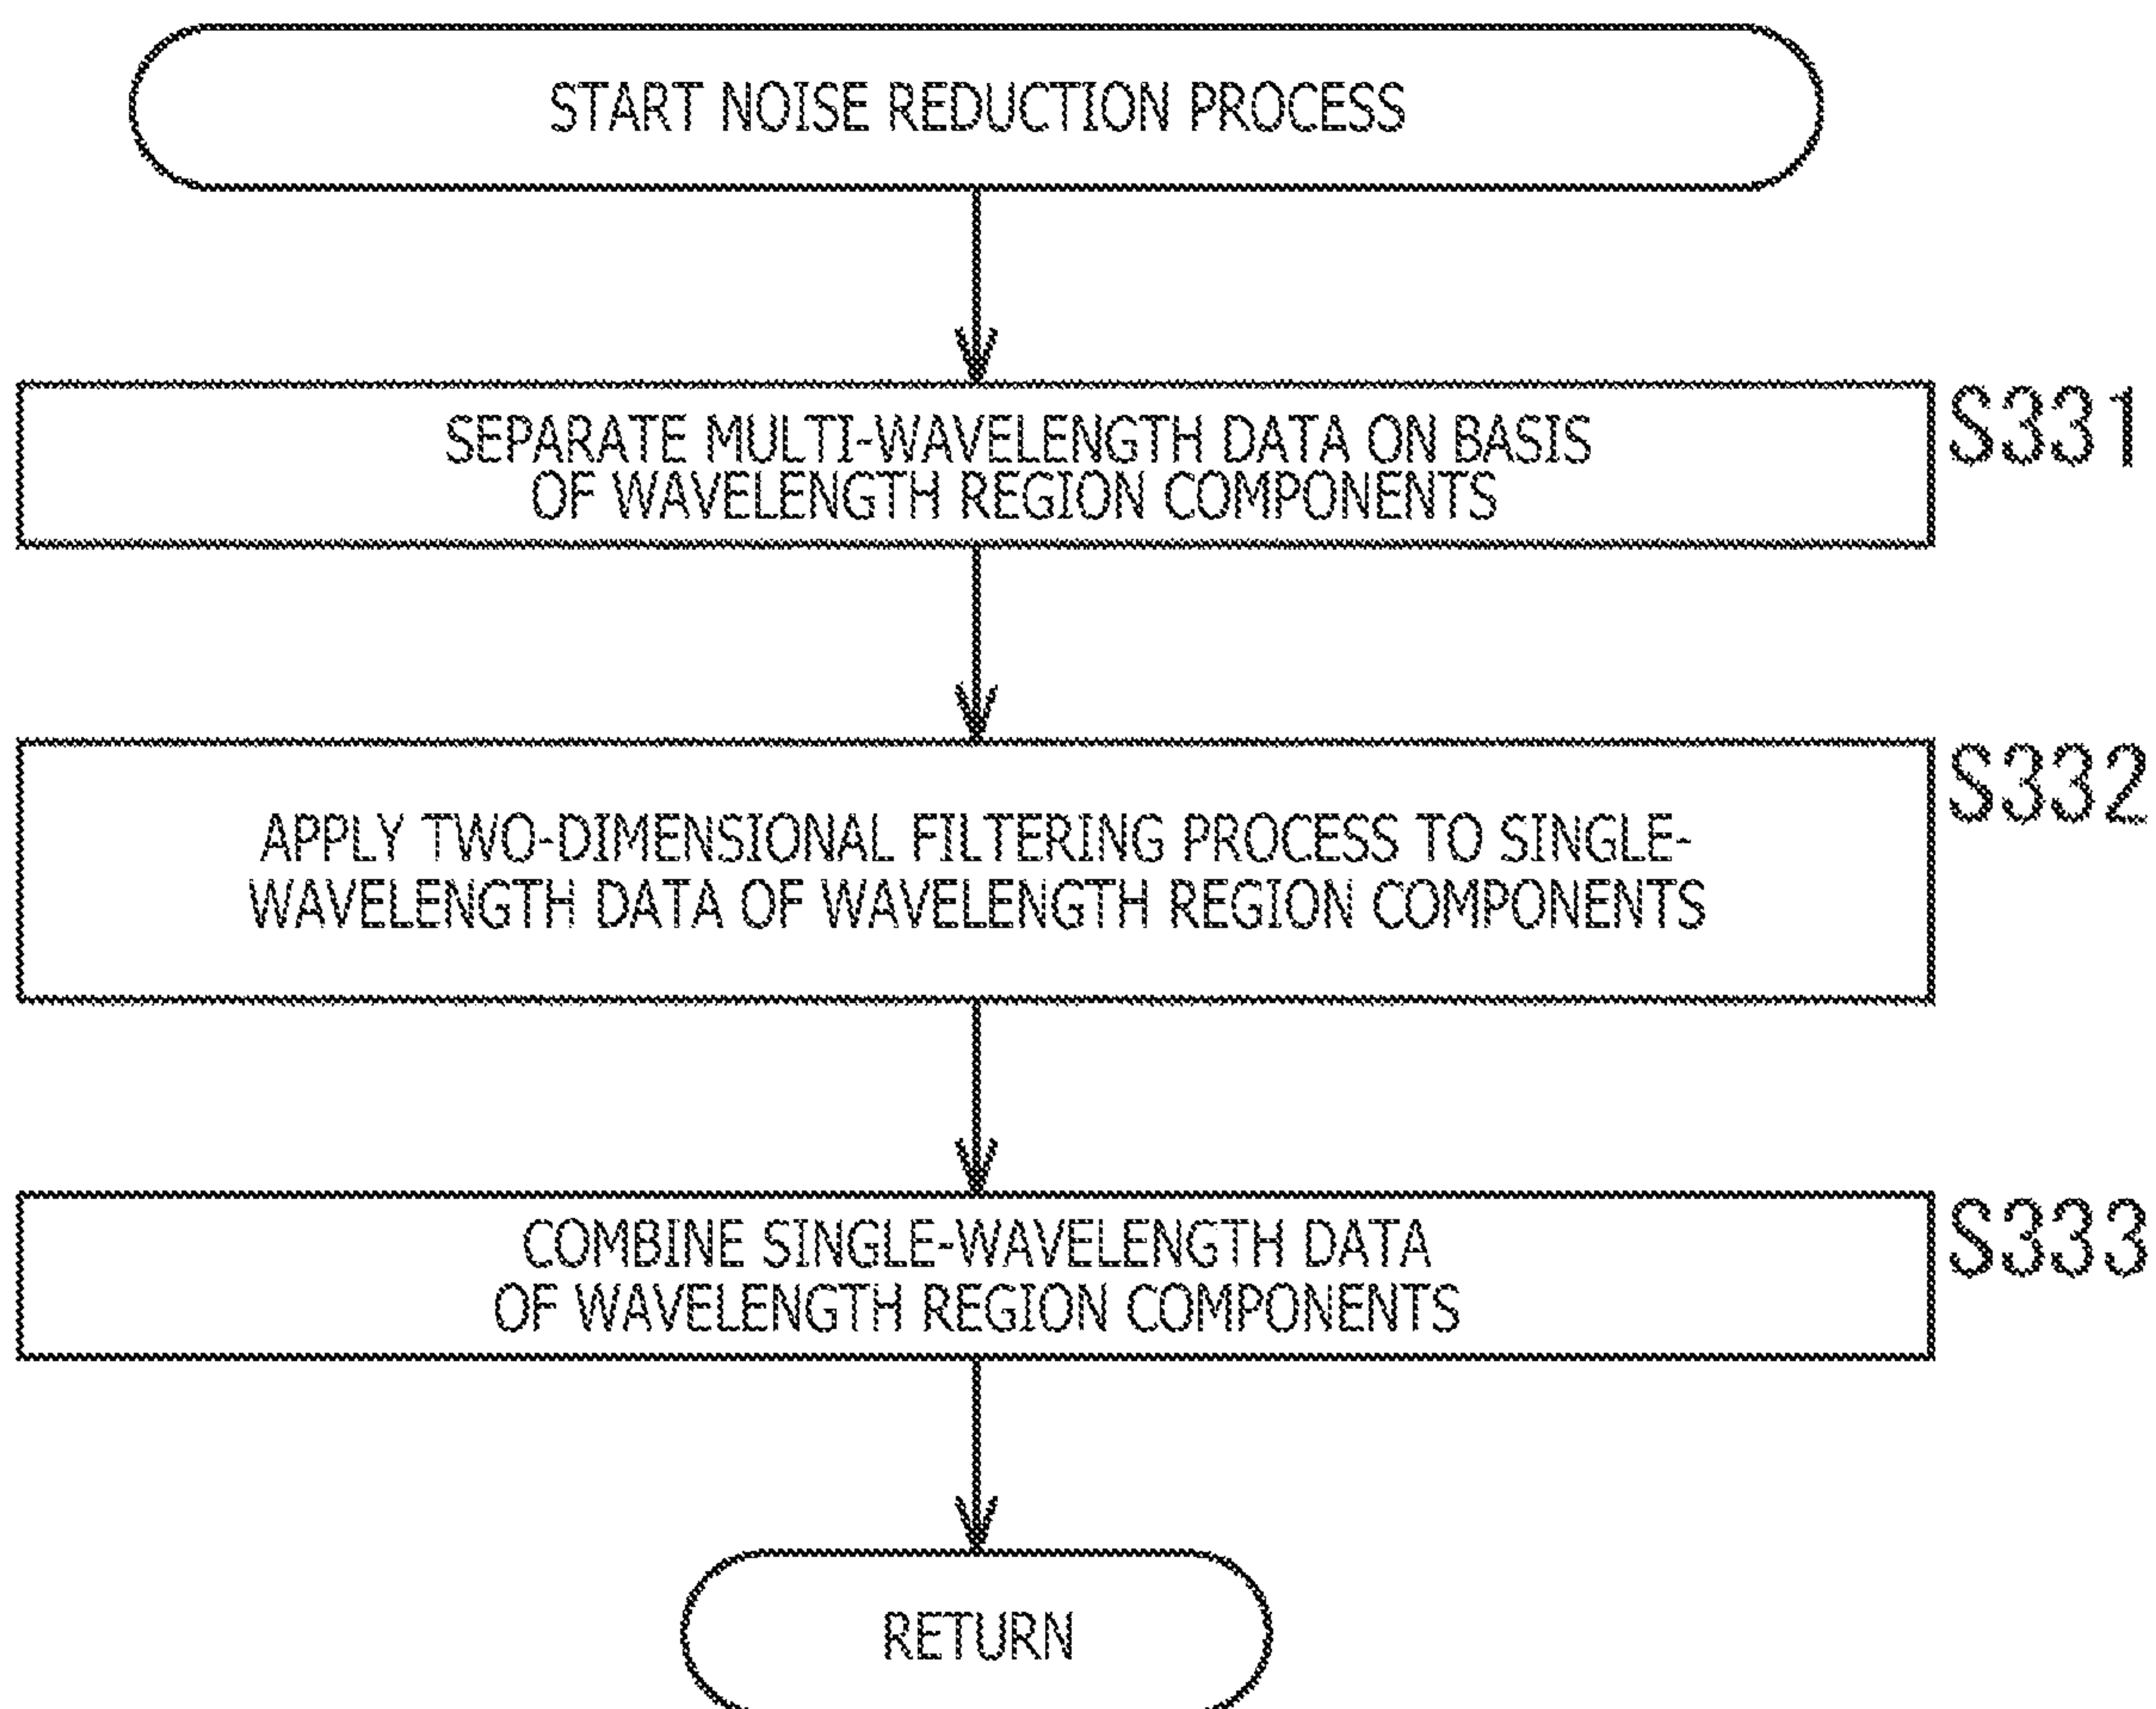 START NOISE REDUCTION PROCESS
SEPARATE MULTI-WAVELENGTH DATA ON BASIS
OF WAVELENGTH REGION COMPONENTS
S331
APPLY TWO-DIMENSIONAL FILTERING PROCESS TO SINGLE-
WAVELENGTH DATA OF WAVELENGTH REGION COMPONENTS
S332
COMBINE SINGLE-WAVELENGTH DATA
OF WAVELENGTH REGION COMPONENTS
S333
RETURN